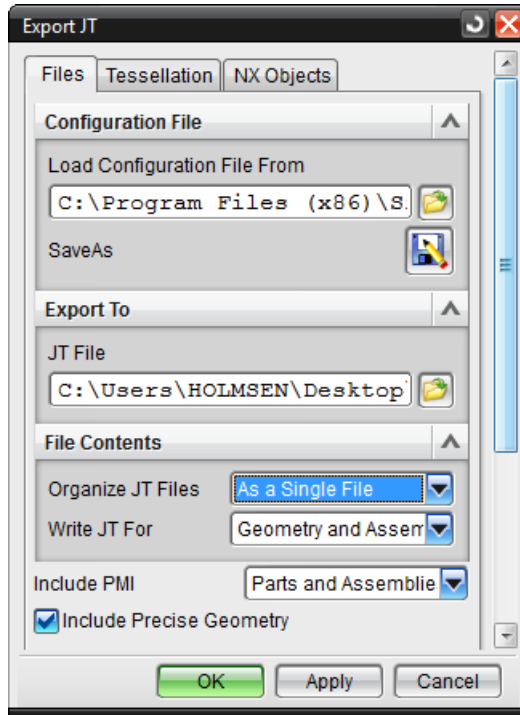 Export JT
Files Tessellation NX Objects
Configuration File
Load Configuration File From
C:\Program Files (x86)\S
SaveAs
Export To
JT File
C:\Users\HOLMSEN\Desktop
File Contents
Organize JT Files As a Single File
Write JT For Geometry and Assem
Include PMI Parts and Assemblie
Include Precise Geometry
OK Apply Cancel